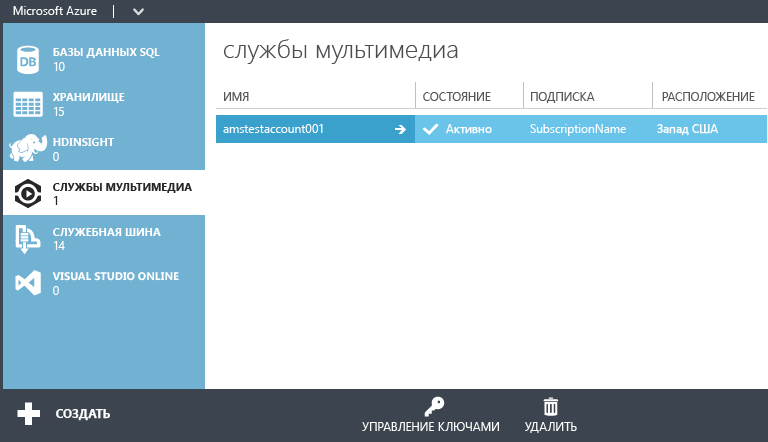 Microsoft Azure
БАЗЫ ДАННЫХ SQL
10
ХРАНИЛИЩЕ
15
HDINSIGHT
0
СЛУЖБЫ МУЛЬТИМЕДИА
1
СЛУЖЕБНАЯ ШИНА
14
VISUAL STUDIO ONLINE
0
службы мультимедиа
ИМЯ СОСТОЯНИЕ ПОДПИСКА РАСПОЛОЖЕНИЕ
amstestaccount001 Активно SubscriptionName Запад США
СОЗДАТЬ
УПРАВЛЕНИЕ КЛЮЧАМИ
УДАЛИТЬ
DB